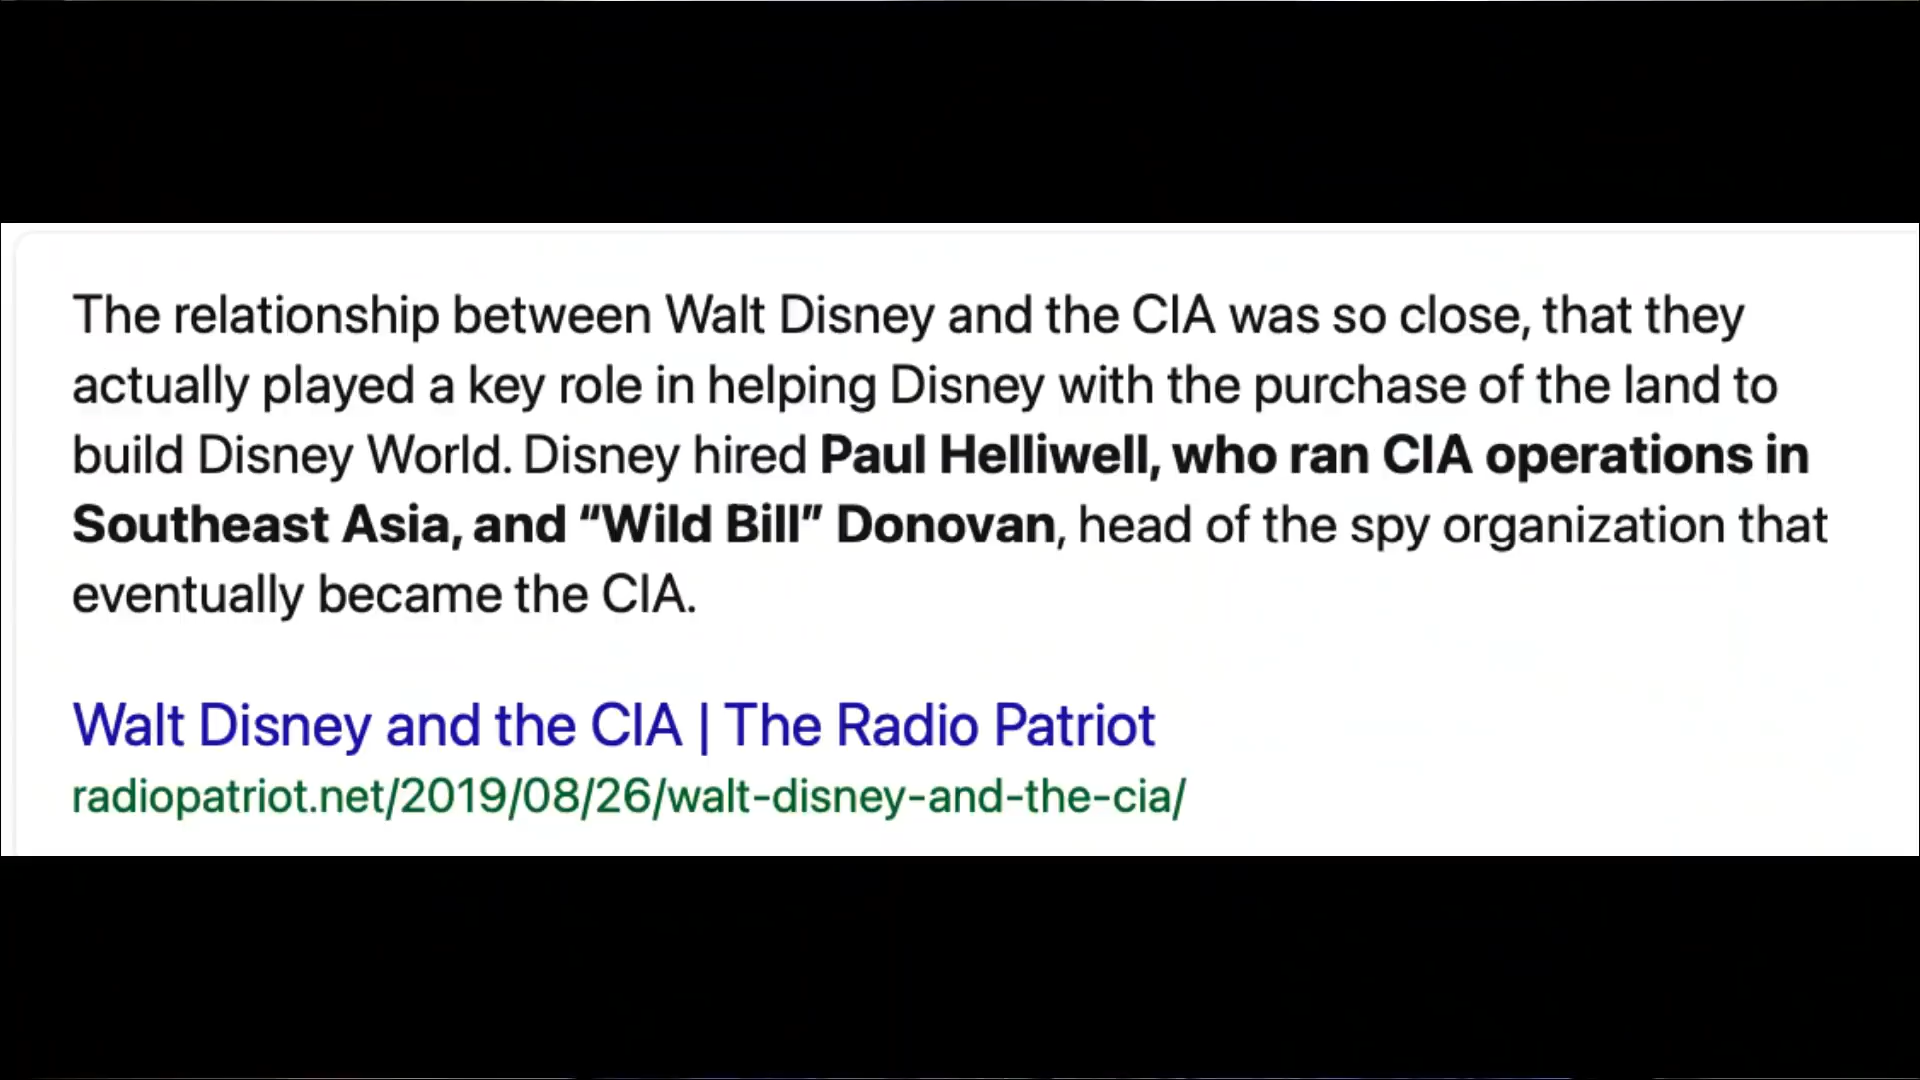 The relationship between Walt Disney and the CIA was so close, that they
actually played a key role in helping Disney with the purchase of the land to
build Disney World. Disney hired Paul Helliwell, who ran CIA operations in
Southeast Asia, and “Wild Bill” Donovan, head of the spy organization that
eventually became the CIA.
Walt Disney and the CIA | The Radio Patriot
radiopatriot.net/2019/08/26/walt-disney-and-the-cia/